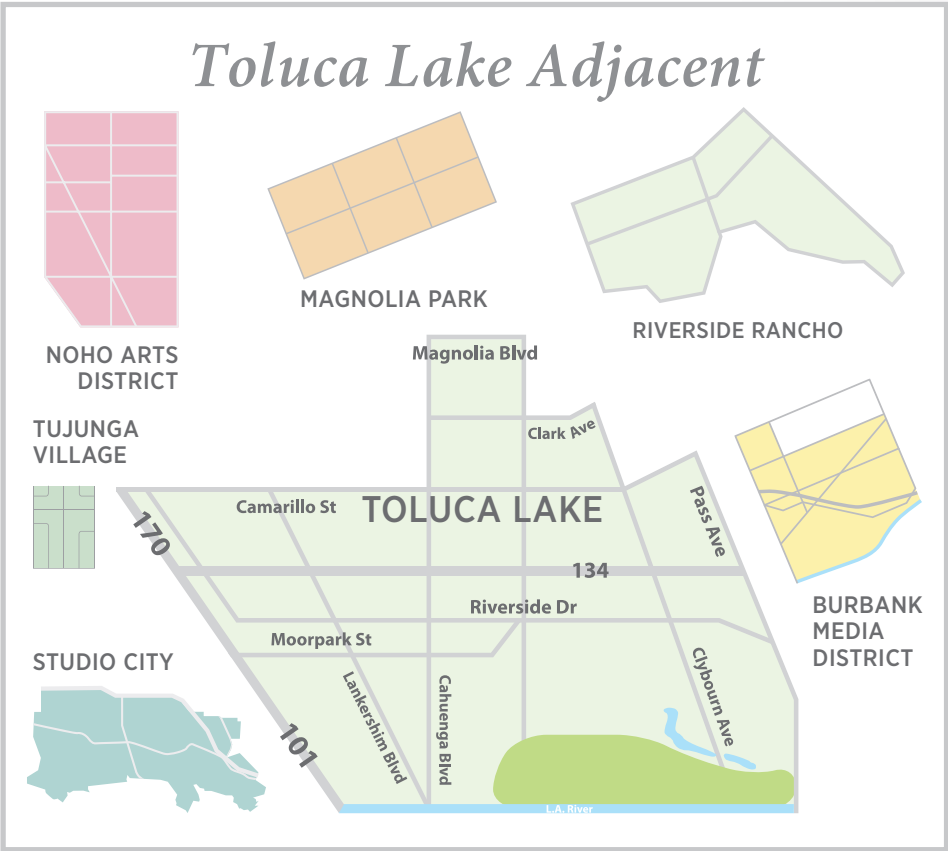 Toluca Lake Adjacent
MAGNOLIA PARK
RIVERSIDE RANCHO
NOHO ARTS
DISTRICT
Magnolia Blvd
TUJUNGA
VILLAGE
Clark Ave
Camarillo St
TOLUCA LAKE
Pass Ave
170
134
Riverside Dr
BURBANK
MEDIA
DISTRICT
Moorpark St
STUDIO CITY
Lankershim Blvd
Cahuenga Blvd
Clybourn Ave
101
L.A. River